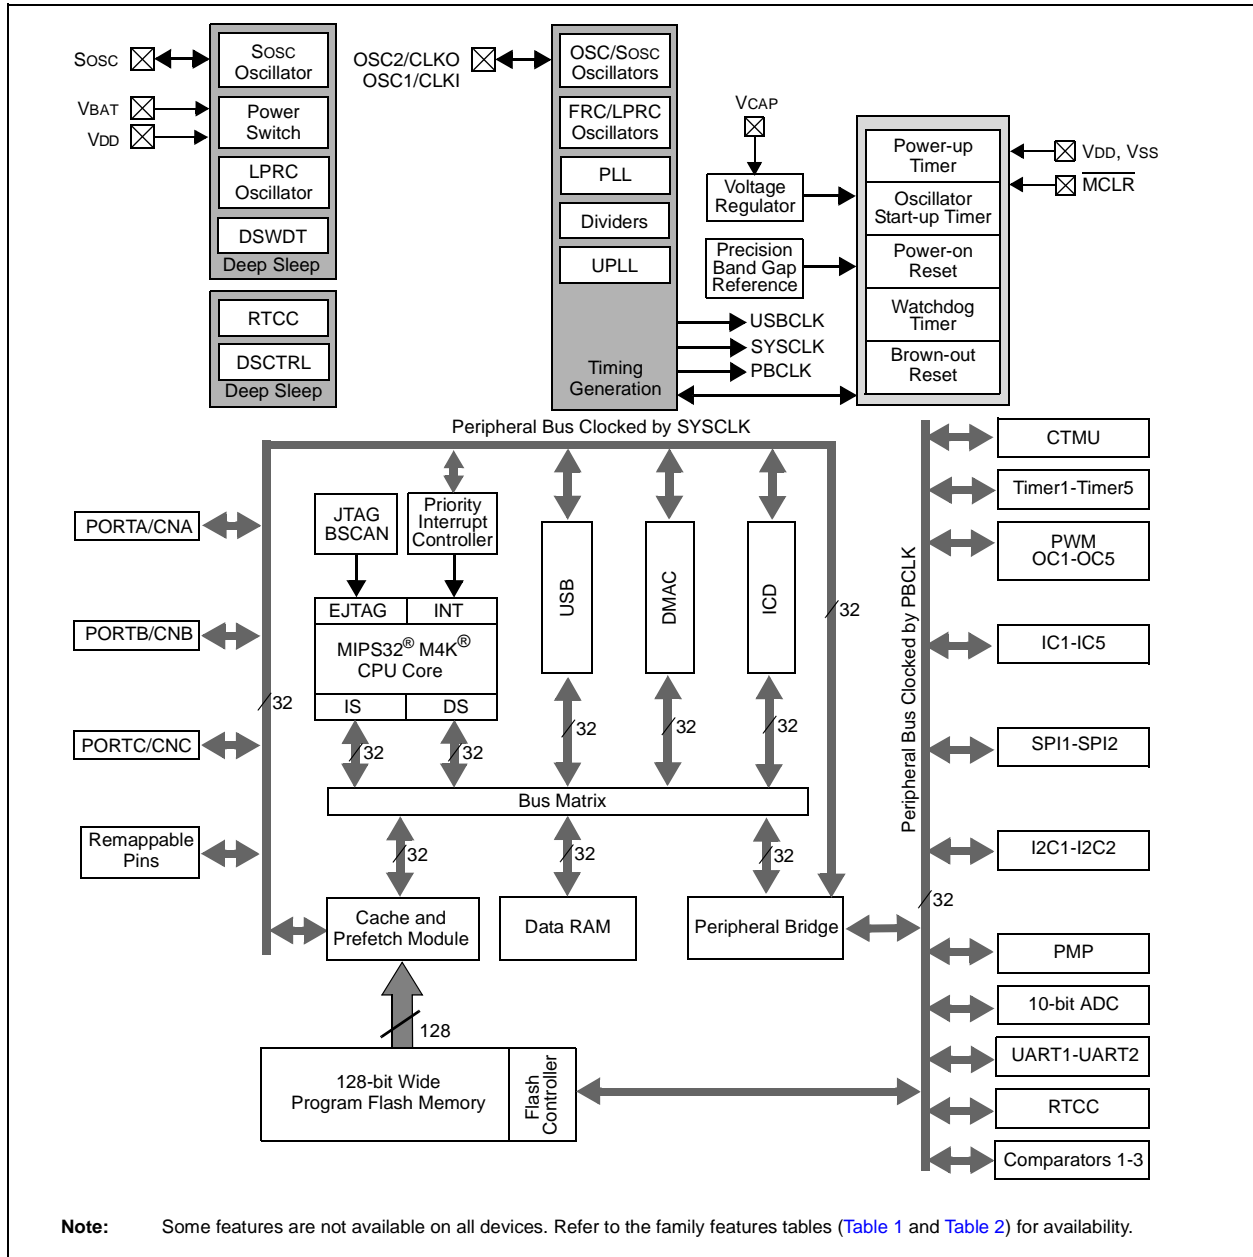 SOSC
VBAT
VDD
SOSC
Oscillator
Power
Switch
LPRC
Oscillator
DSWDT
Deep Sleep
RTCC
DSCTRL
Deep Sleep
OSC2/CLKO
OSC1/CLKI
OSC/SOSC
Oscillators
FRC/LPRC
Oscillators
PLL
Dividers
UPLL
Timing
Generation
USBCLK
SYSCLK
PBCLK
VCAP
Voltage
Regulator
Precision
Band Gap
Reference
Power-up
Timer
Oscillator
Start-up Timer
Power-on
Reset
Watchdog
Timer
Brown-out
Reset
VDD, VSS
MCLR
Peripheral Bus Clocked by SYSCLK
PORTA/CNA
PORTB/CNB
PORTC/CNC
Remappable
Pins
32
JTAG
BSCAN
Priority
Interrupt
Controller
EJTAG
INT
MIPS32® M4K®
CPU Core
IS
DS
32
32
USB
32
DMAC
32
ICD
32
32
Bus Matrix
32
32
32
Cache and
Prefetch Module
Data RAM
Peripheral Bridge
128
128-bit Wide
Program Flash Memory
Flash
Controller
Peripheral Bus Clocked by PBCLK
32
CTMU
Timer1-Timer5
PWM
OC1-OC5
IC1-IC5
SPI1-SPI2
I2C1-I2C2
PMP
10-bit ADC
UART1-UART2
RTCC
Comparators 1-3
Note: Some features are not available on all devices. Refer to the family features tables (Table 1 and Table 2) for availability.